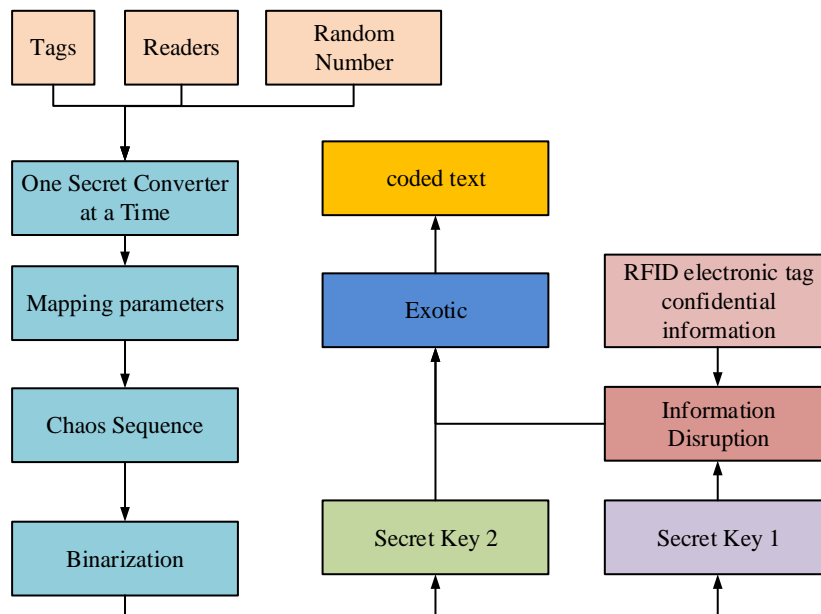 Tags
Readers
Random
Number
One Secret Converter
at a Time
Mapping parameters
Chaos Sequence
Binarization
coded text
Exotic
Secret Key 2
RFID electronic tag
confidential
information
Information
Disruption
Secret Key 1